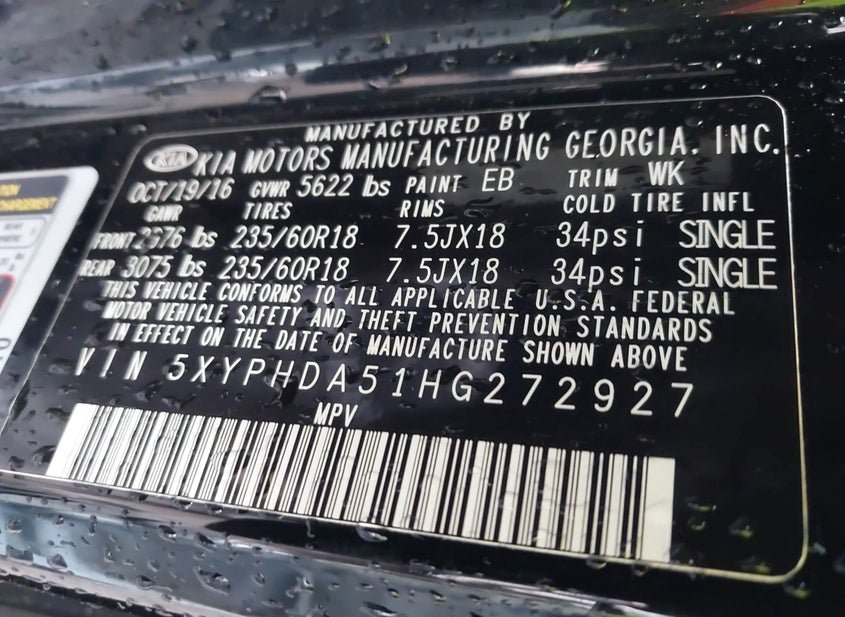 MANUFACTURED BY
KIA KIA MOTORS MANUFACTURING GEORGIA. INC.
OCT/19/16 GVWR 5622 lbs PAINT EB TRIM WK
GAWR TIRES RIMS COLD TIRE INFL
FRONT 2976 lbs 235/60R18 7.5JX18 34psi SINGLE
REAR 3075 lbs 235/60R18 7.5JX18 34psi SINGLE
THIS VEHICLE CONFORMS TO ALL APPLICABLE U.S.A. FEDERAL
MOTOR VEHICLE SAFETY AND THEFT PREVENTION STANDARDS
IN EFFECT ON THE DATE OF MANUFACTURE SHOWN ABOVE
VIN 5XYPHDA51HG272927
MPV
REAR